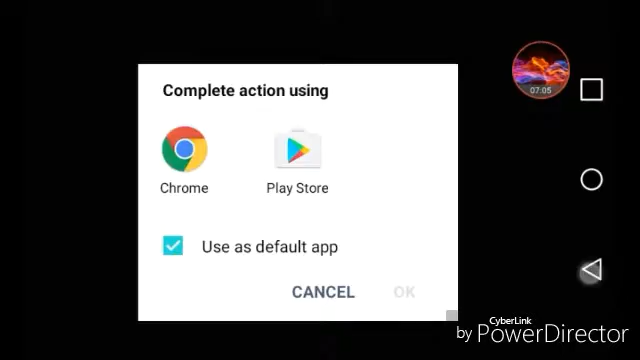 Complete action using
07:05
Chrome
Play Store
Use as default app
CANCEL
OK
CyberLink
by PowerDirector